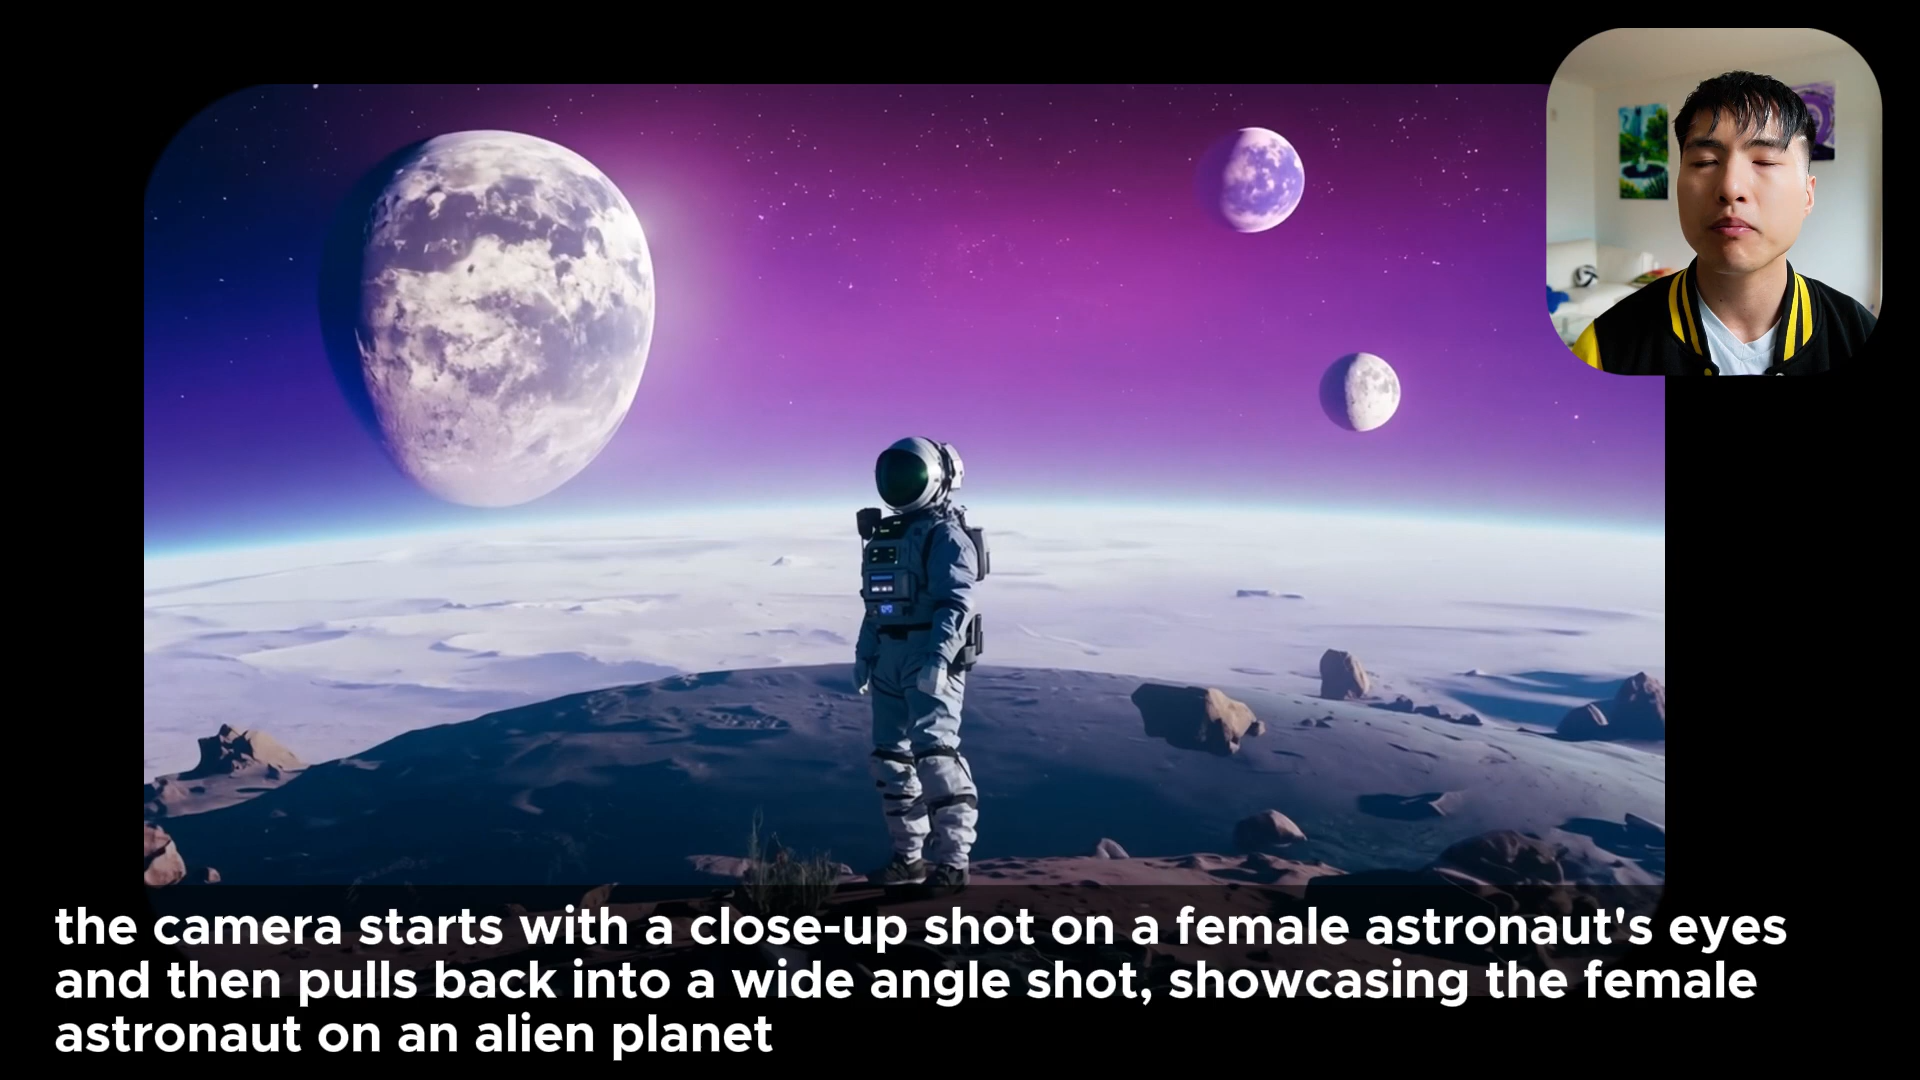 the camera starts with a close-up shot on a female astronaut's eyes
and then pulls back into a wide angle shot, showcasing the female
astronaut on an alien planet